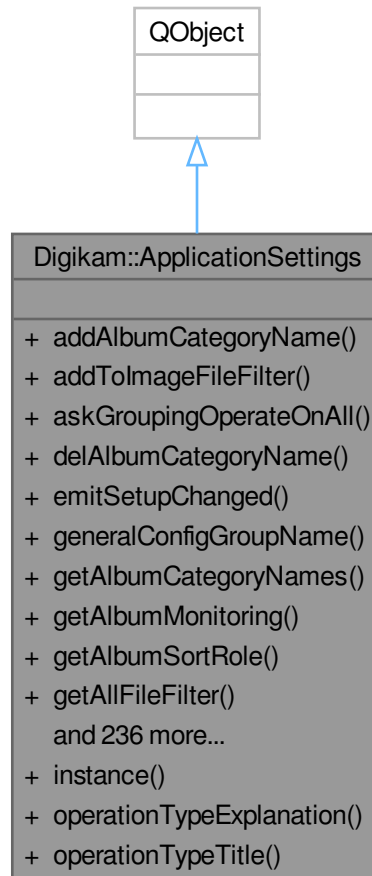 QObject
Digikam::ApplicationSettings
+ addAlbumCategoryName()
+ addToImageFileFilter()
+ askGroupingOperateOnAll()
+ delAlbumCategoryName()
+ emitSetupChanged()
+ generalConfigGroupName()
+ getAlbumCategoryNames()
+ getAlbumMonitoring()
+ getAlbumSortRole()
+ getAllFileFilter()
and 236 more...
+ instance()
+ operationTypeExplanation()
+ operationTypeTitle()